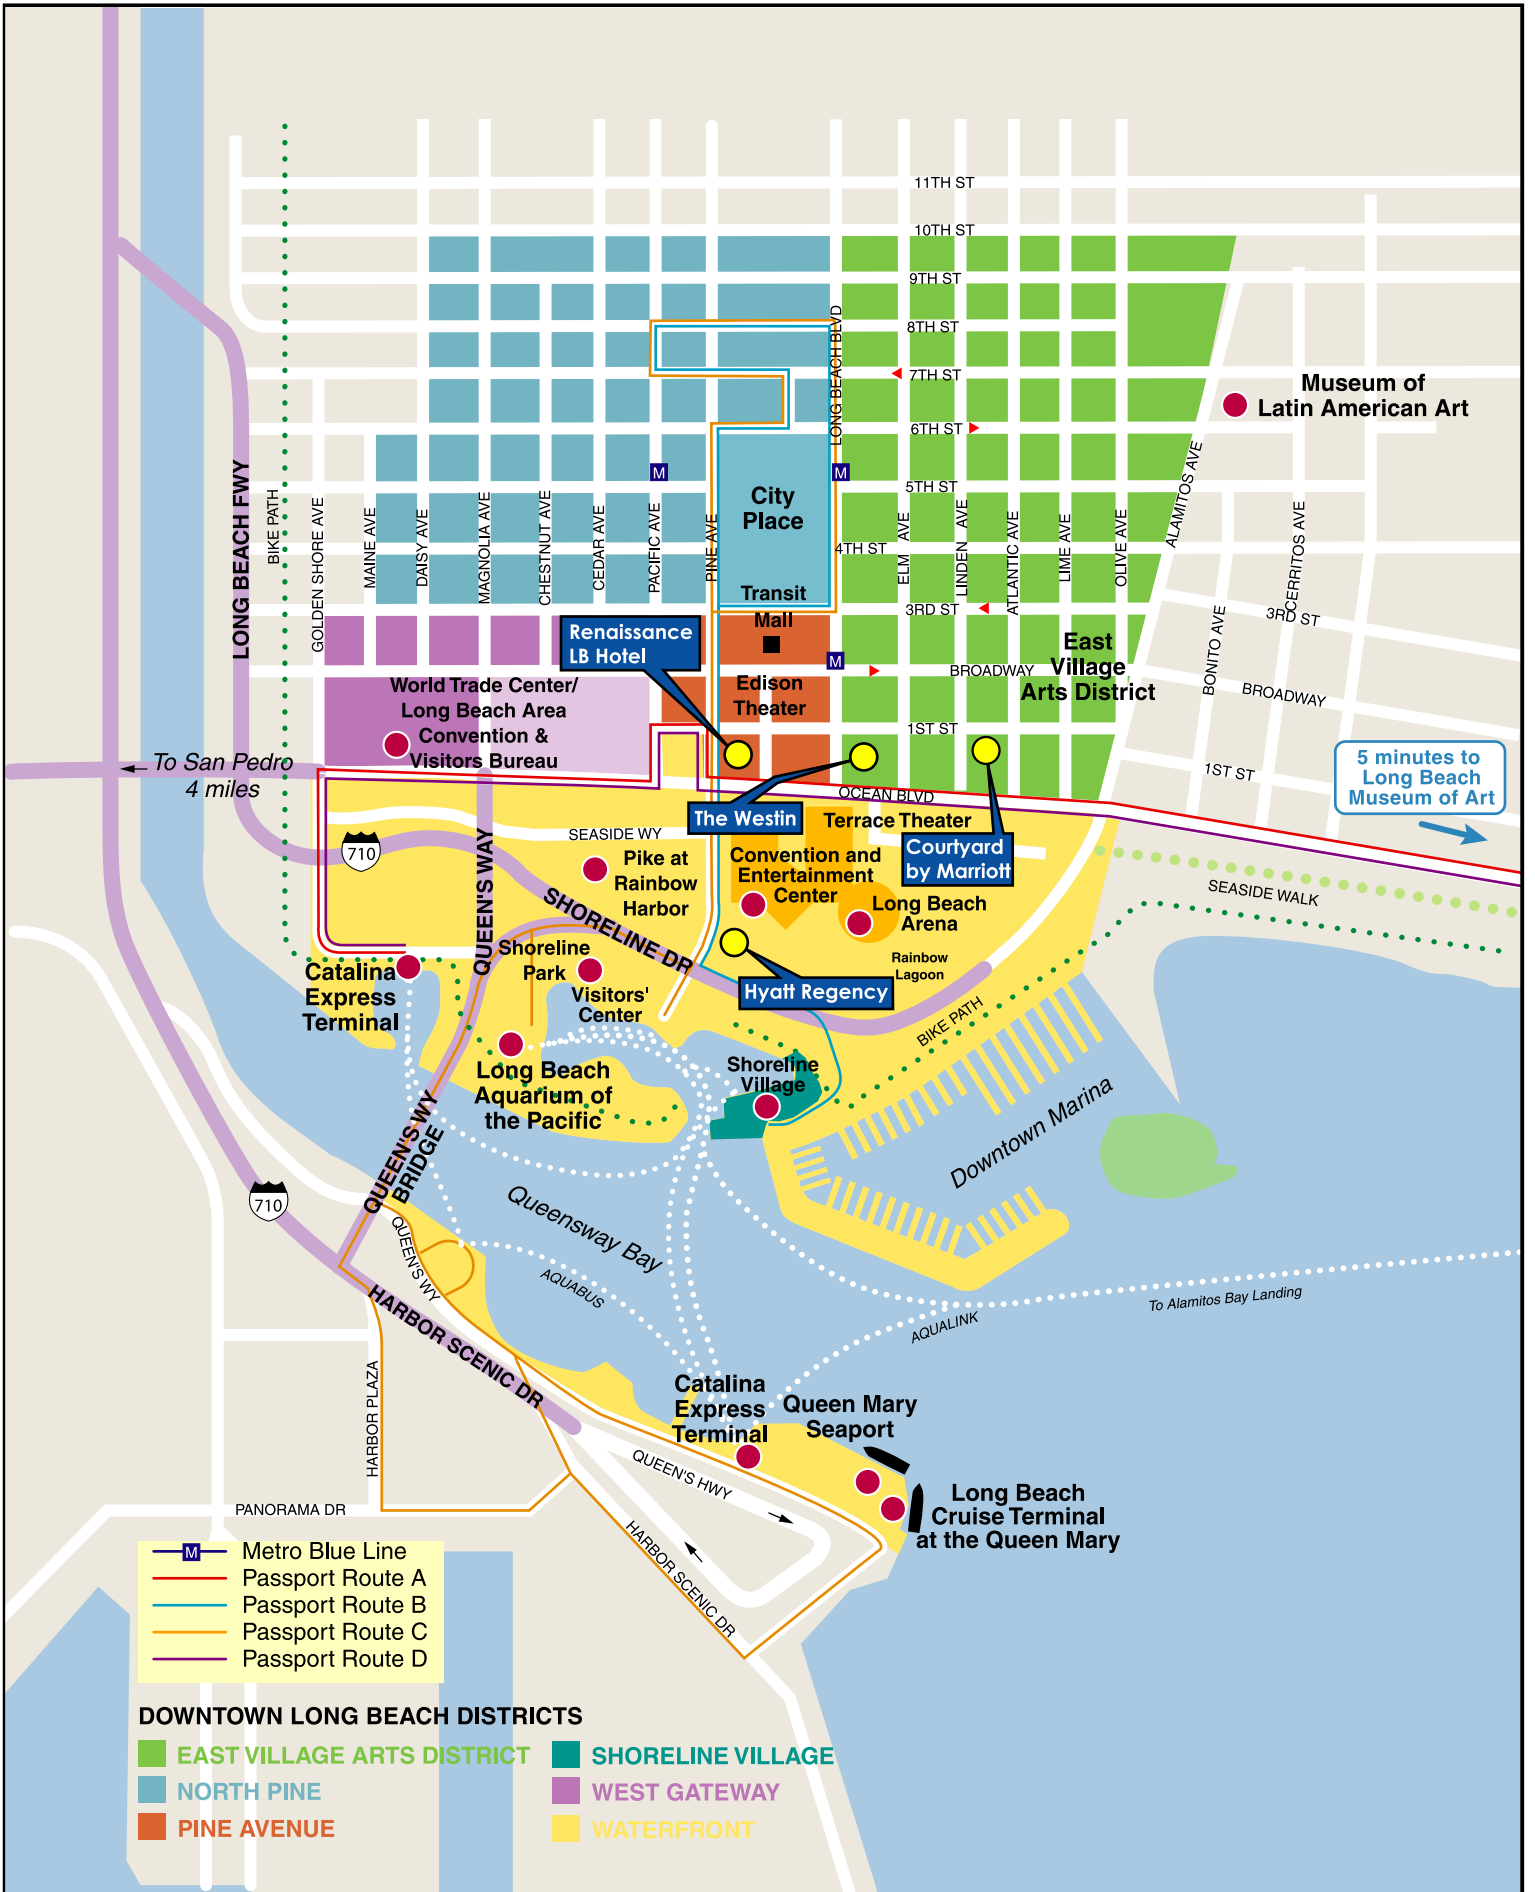 11TH ST
10TH ST
9TH ST
8TH ST
7TH ST
6TH ST
5TH ST
4TH ST
3RD ST
BROADWAY
1ST ST
OCEAN BLVD
LONG BEACH BLVD
Museum of
Latin American Art
M
M
M
City
Place
Transit
Mall
Edison
Theater
LONG BEACH FWY
BIKE PATH
GOLDEN SHORE AVE
MAINE AVE
DAISY AVE
MAGNOLIA AVE
CHESTNUT AVE
CEDAR AVE
PACIFIC AVE
PINE AVE
ELM AVE
LINDEN AVE
ATLANTIC AVE
LIME AVE
OLIVE AVE
ALAMITOS AVE
BONITO AVE
CERRITOS AVE
3RD ST
BROADWAY
1ST ST
Renaissance
LB Hotel
East
Village
Arts District
World Trade Center/
Long Beach Area
Convention &
Visitors Bureau
To San Pedro
4 miles
5 minutes to
Long Beach
Museum of Art
The Westin
Terrace Theater
Courtyard
by Marriott
SEASIDE WY
710
QUEEN'S WAY
Pike at
Rainbow
Harbor
Convention and
Entertainment
Center
Long Beach
Arena
SEASIDE WALK
SHORELINE DR
Shoreline
Park
Visitors'
Center
Rainbow
Lagoon
Hyatt Regency
Catalina
Express
Terminal
BIKE PATH
Long Beach
Aquarium of
the Pacific
Shoreline
Village
Downtown Marina
QUEEN'S WY
BRIDGE
710
Queensway Bay
QUEEN'S WY
AQUABUS
AQUALINK
To Alamitos Bay Landing
HARBOR SCENIC DR
HARBOR PLAZA
Catalina
Express
Terminal
Queen Mary
Seaport
QUEEN'S HWY
Long Beach
Cruise Terminal
at the Queen Mary
PANORAMA DR
HARBOR SCENIC DR
M Metro Blue Line
Passport Route A
Passport Route B
Passport Route C
Passport Route D
DOWNTOWN LONG BEACH DISTRICTS
EAST VILLAGE ARTS DISTRICT
NORTH PINE
PINE AVENUE
SHORELINE VILLAGE
WEST GATEWAY
WATERFRONT